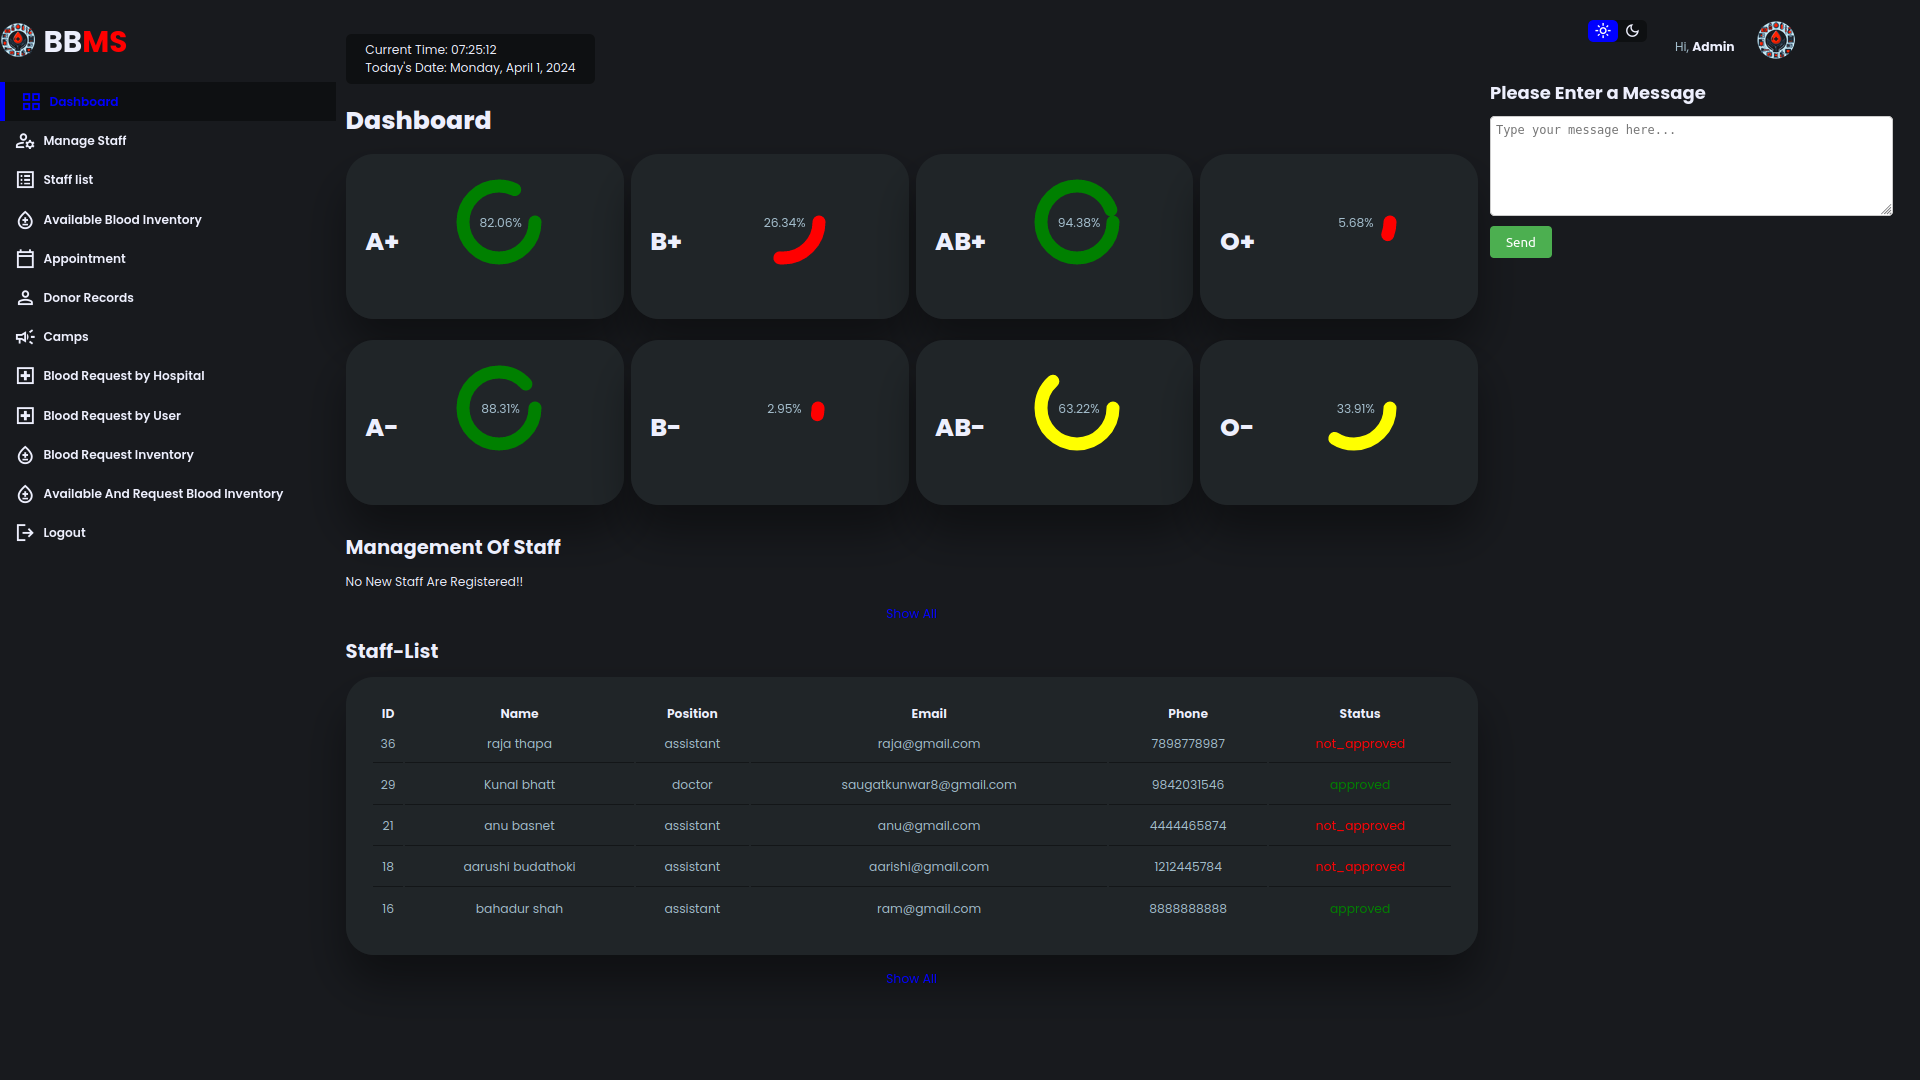 BBMS
Dashboard
Manage Staff
Staff list
Available Blood Inventory
Appointment
Donor Records
Camps
Blood Request by Hospital
Blood Request by User
Blood Request Inventory
Available And Request Blood Inventory
Logout
Current Time: 07:25:12
Today's Date: Monday, April 1, 2024
Dashboard
A+ 82.06%
B+ 26.34%
AB+ 94.38%
O+ 5.68%
A- 88.31%
B- 2.95%
AB- 63.22%
O- 33.91%
Management Of Staff
No New Staff Are Registered!!
Show All
Staff-List
ID Name Position Email Phone Status
36 raja thapa assistant raja@gmail.com 7898778987 not_approved
29 Kunal bhatt doctor saugatkunwar8@gmail.com 9842031546 approved
21 anu basnet assistant anu@gmail.com 4444465874 not_approved
18 aarushi budathoki assistant aarishi@gmail.com 1212445784 not_approved
16 bahadur shah assistant ram@gmail.com 8888888888 approved
Show All
Hi, Admin
Please Enter a Message
Type your message here...
Send